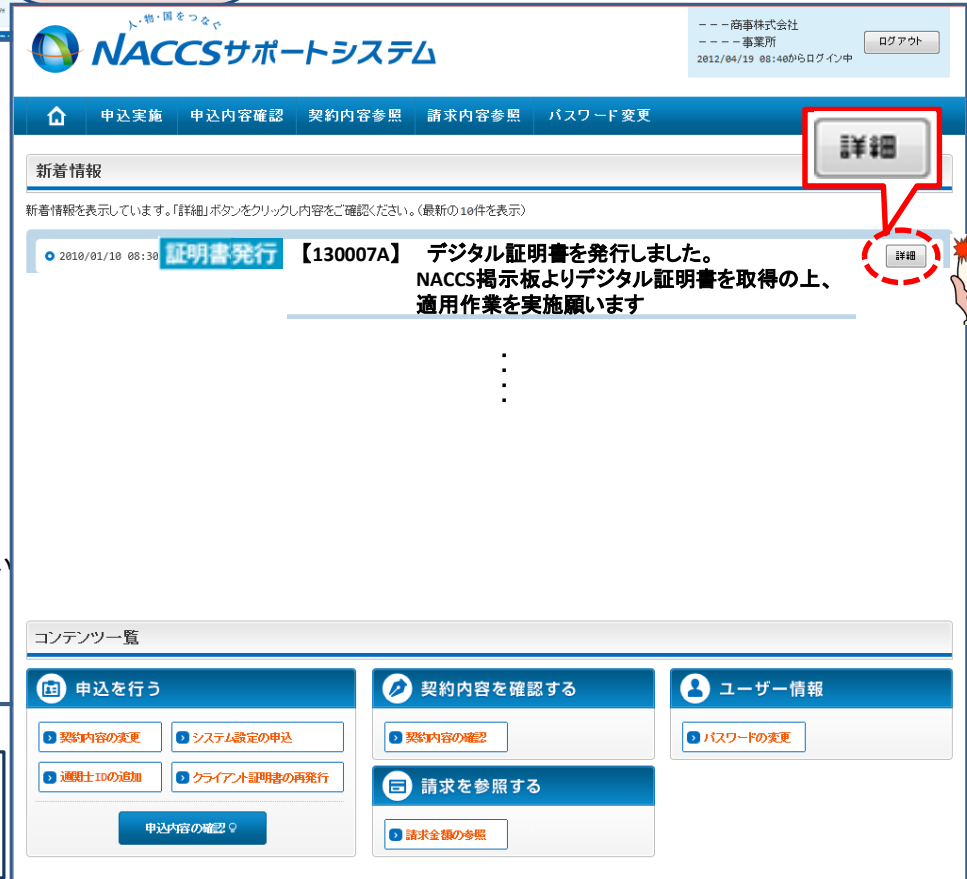 人・物・国をつなぐ
NACCSサポートシステム
---商事株式会社
----事業所
2012/04/19 08:40からログイン中
ログアウト
申込実施 申込内容確認 契約内容参照 請求内容参照 パスワード変更
詳細
新着情報
新着情報を表示しています。「詳細」ボタンをクリックし内容をご確認ください。(最新の10件を表示)
2010/01/10 08:30 証明書発行 【130007A】 デジタル証明書を発行しました。
詳細
NACCS掲示板よりデジタル証明書を取得の上、
適用作業を実施願います
・
・
・
・
い
コンテンツ一覧
申込を行う
契約内容の変更 システム設定の申込
通関士IDの追加 クライアント証明書の再発行
申込内容の確認
契約内容を確認する
契約内容の確認
請求を参照する
請求金額の参照
ユーザー情報
パスワードの変更